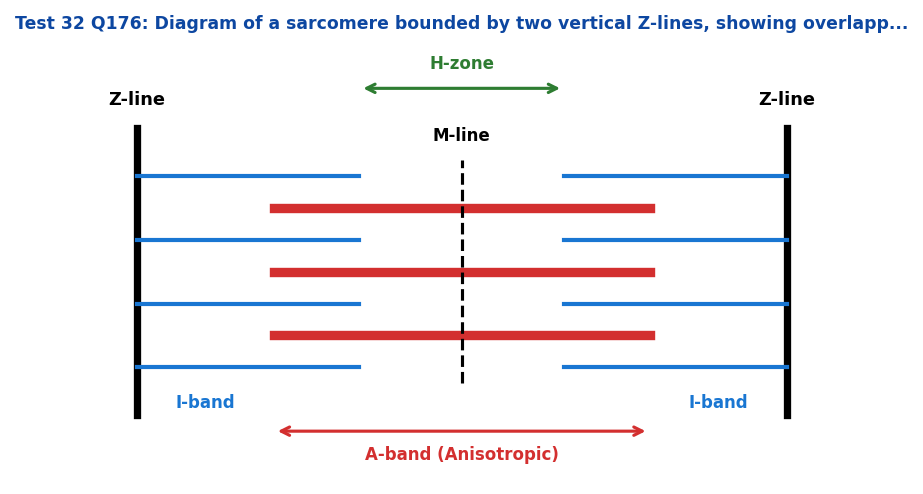 Test 32 Q176: Diagram of a sarcomere bounded by two vertical Z-lines, showing overlapp...
H-zone
Z-line
Z-line
M-line
I-band
I-band
A-band (Anisotropic)